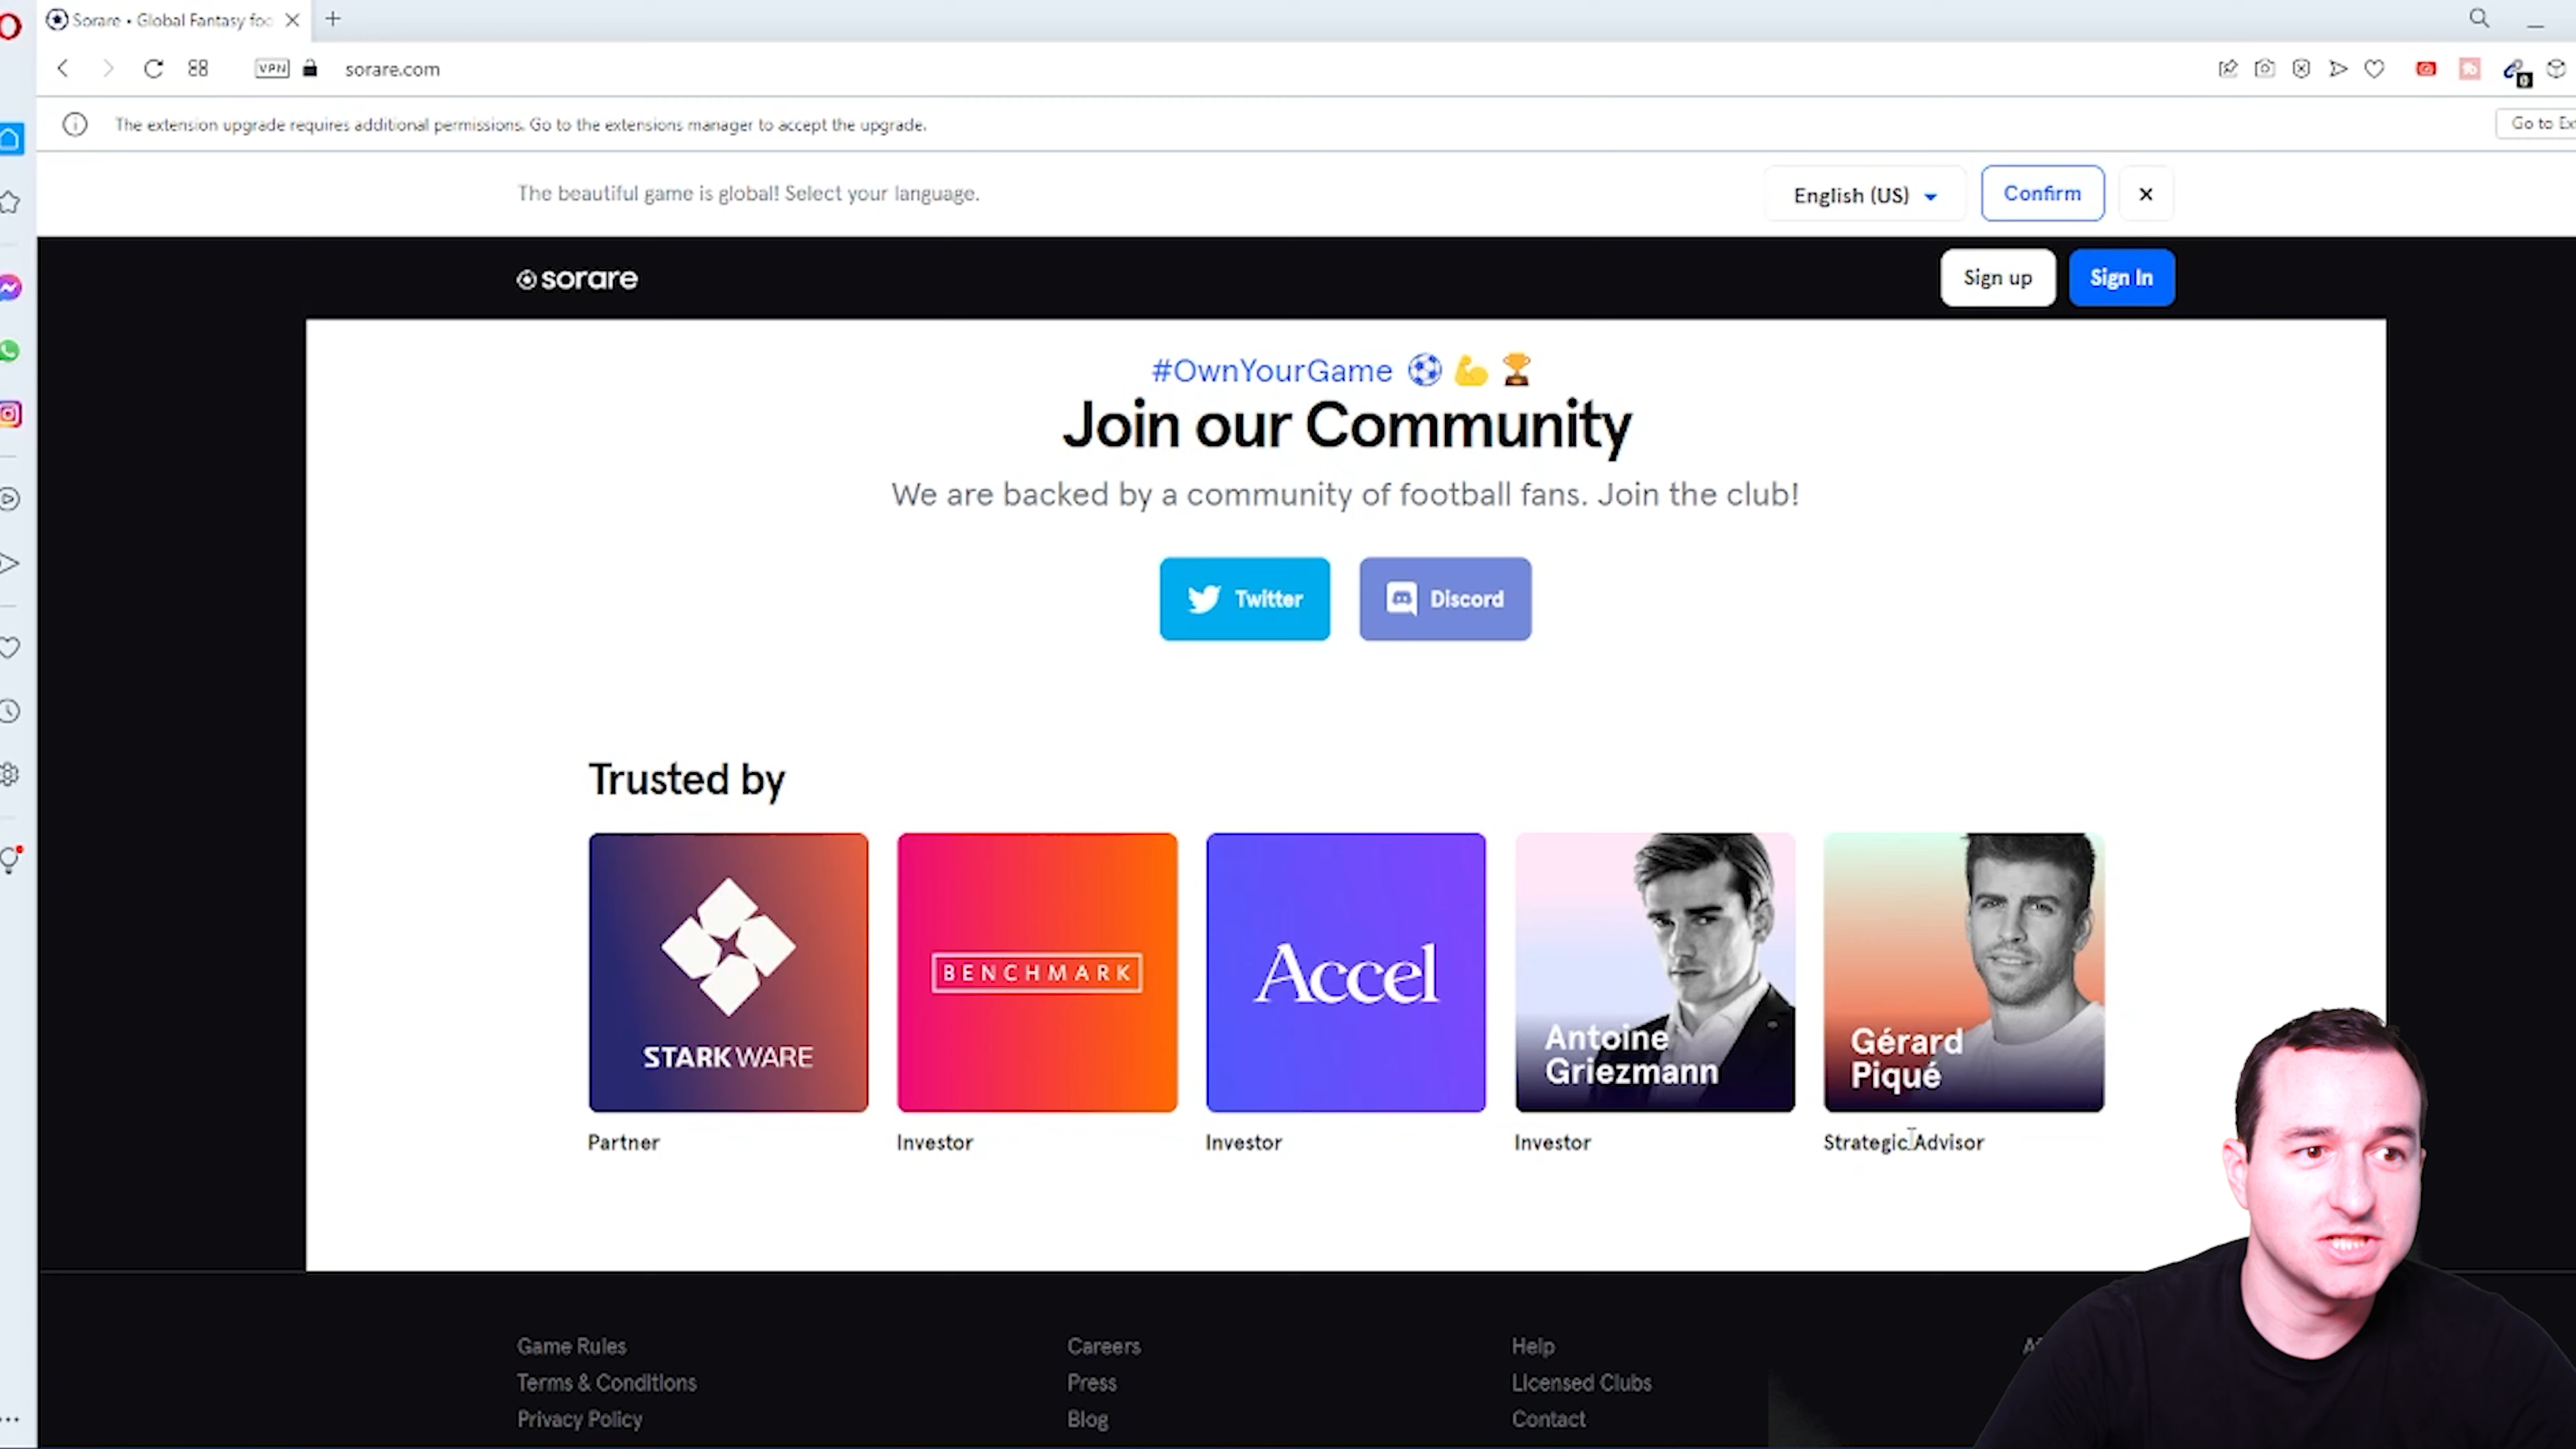 Sorare • Global Fantasy foo
VPN
sorare.com
0
The extension upgrade requires additional permissions. Go to the extensions manager to accept the upgrade.
Go to Ex
The beautiful game is global! Select your language.
English (US)
Confirm
sorare
Sign up
Sign In
#OwnYourGame ⚽ 💪 🏆
Join our Community
We are backed by a community of football fans. Join the club!
Twitter
Discord
Trusted by
STARKWARE
BENCHMARK
Accel
Antoine
Griezmann
Gérard
Piqué
Partner
Investor
Investor
Investor
Strategic Advisor
Game Rules
Careers
Help
Terms & Conditions
Press
Licensed Clubs
Privacy Policy
Blog
Contact